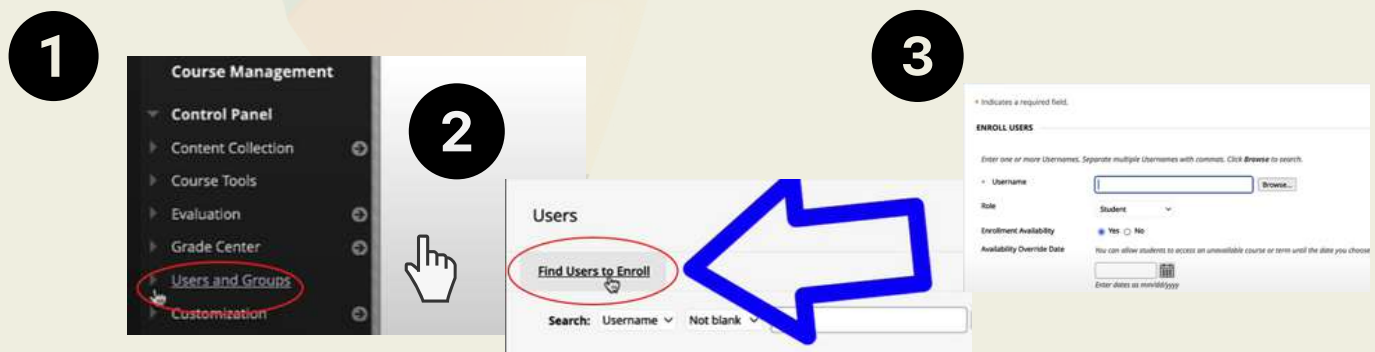 1
Course Management
Control Panel
Content Collection
Course Tools
Evaluation
Grade Center
Users and Groups
Customization
2
Users
Find Users to Enroll
Search: Username Not blank
3
Indicates a required field.
ENROLL USERS
Enter one or more Usernames. Separate multiple Usernames with commas. Click Browse to search.
Username Browse...
Role Student
Enrollment Availability Yes No
Availability Override Date You can allow students to access an unavailable course or term until the date you choose
Enter dates as mm/dd/yyyy